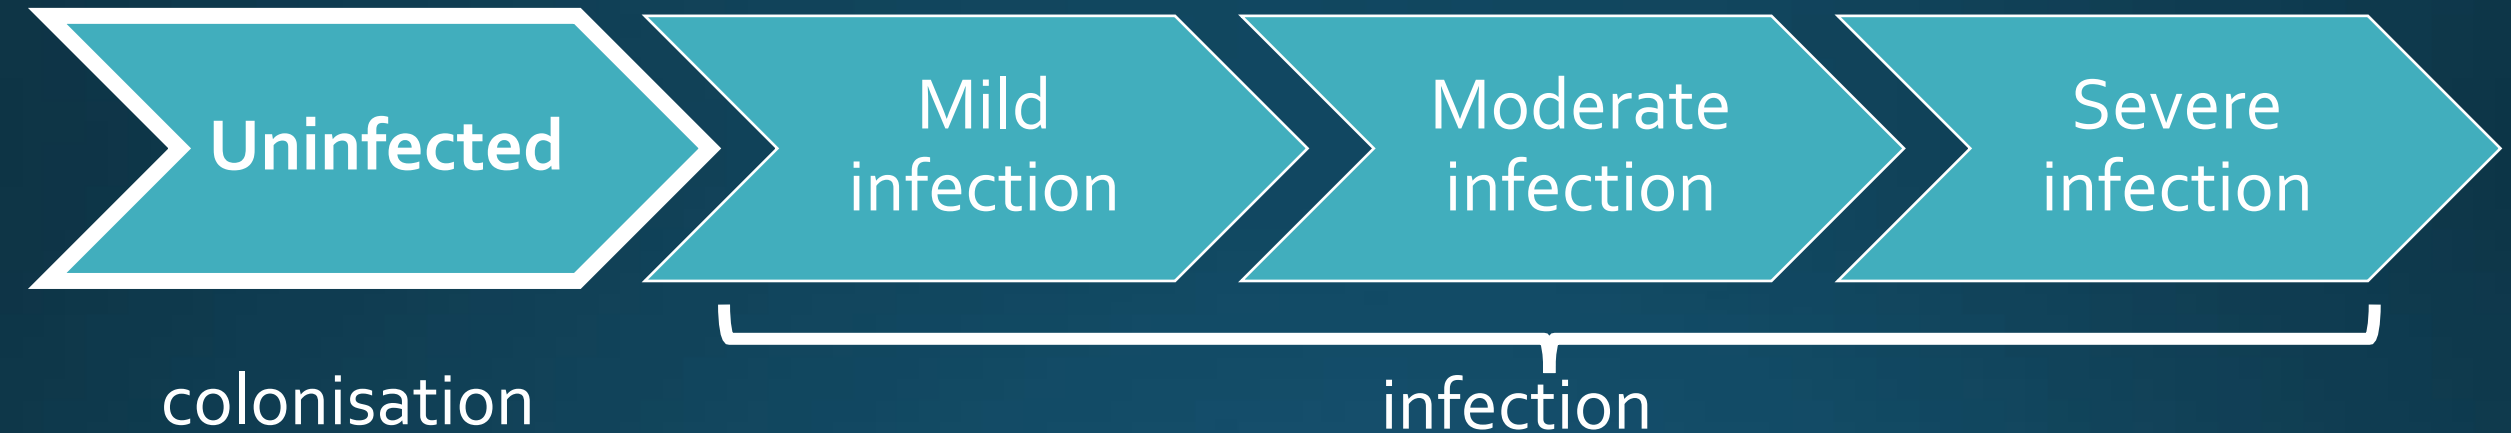 Uninfected
Mild
infection
Moderate
infection
Severe
infection
colonisation
infection